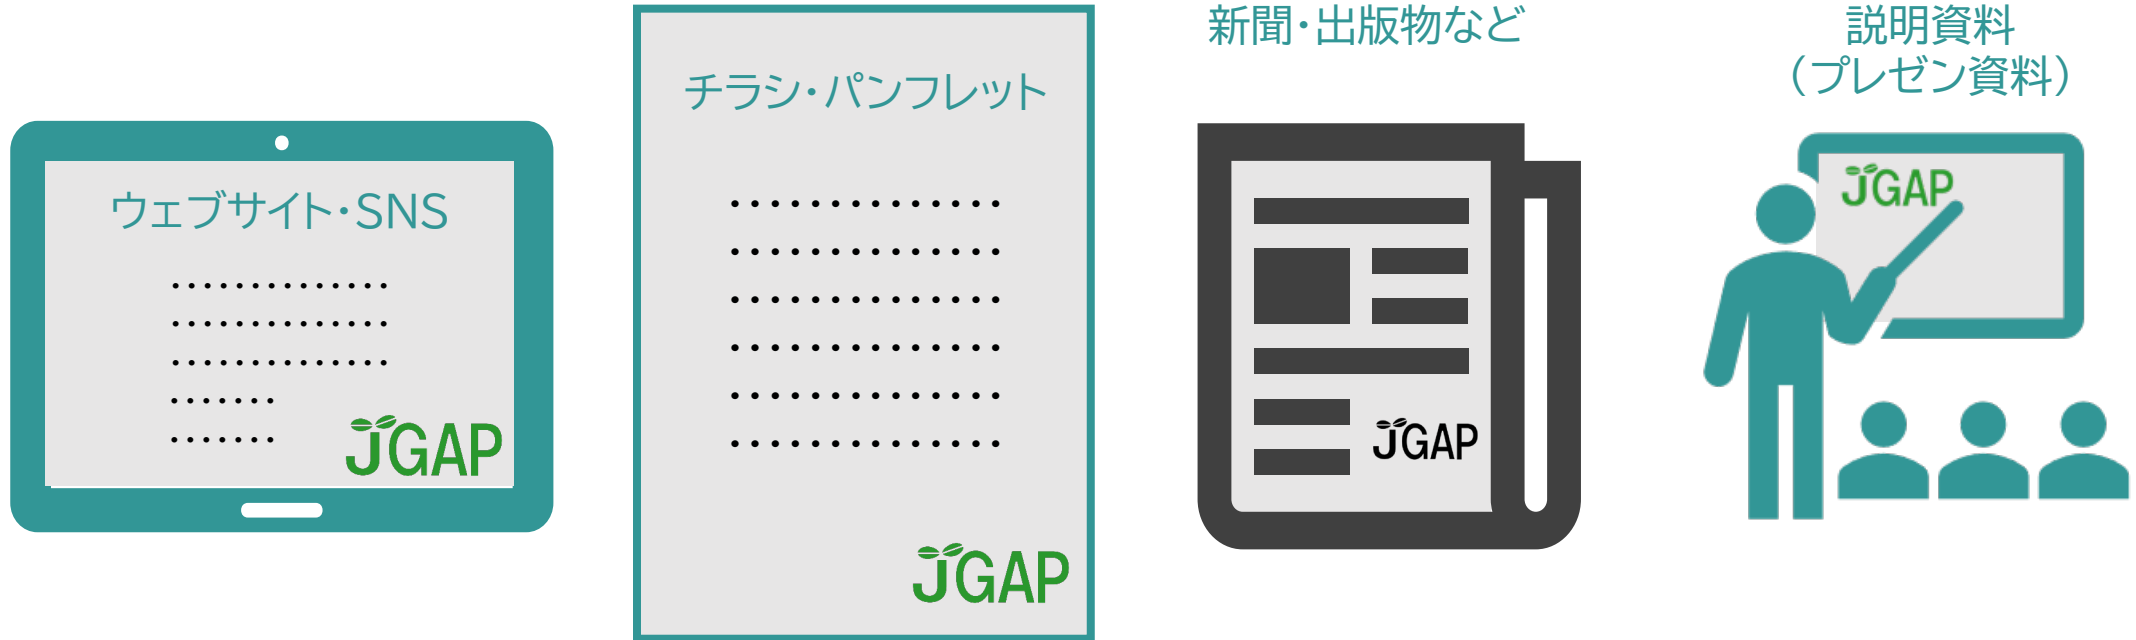 ウェブサイト・SNS
JGAP
チラシ・パンフレット
JGAP
新聞・出版物など
JGAP
説明資料
（プレゼン資料）
JGAP